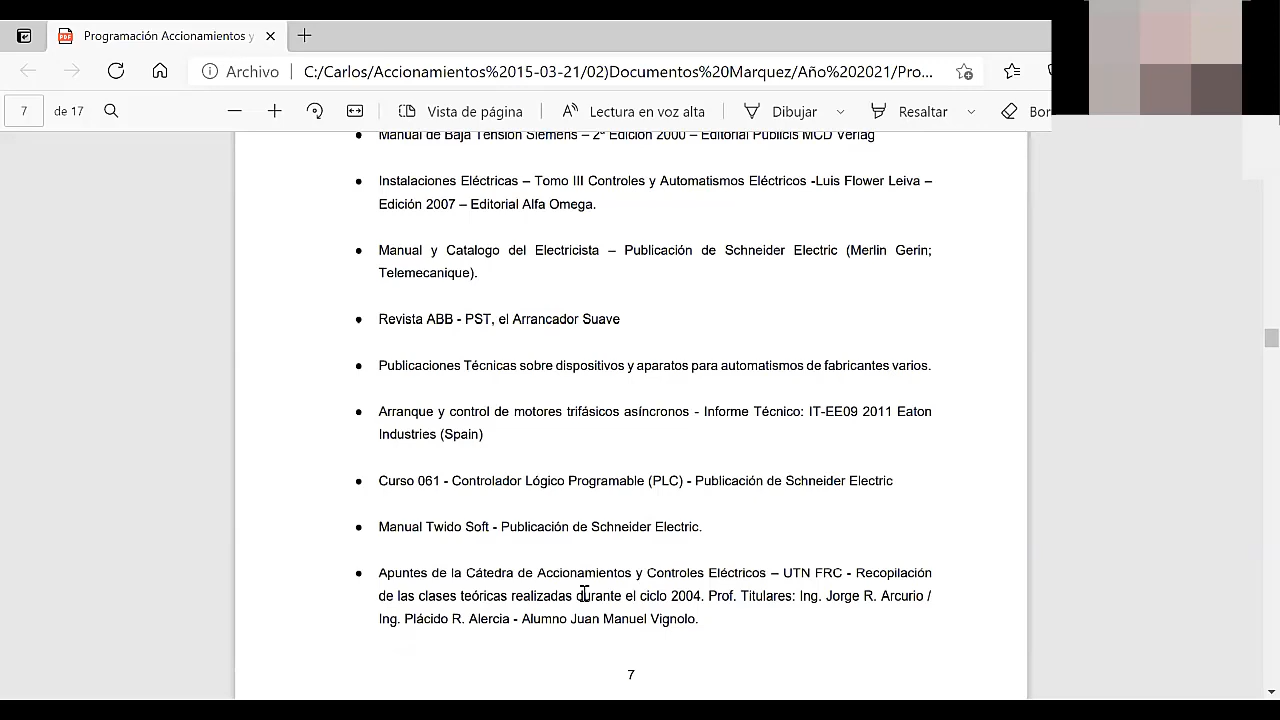 Programación Accionamientos y
Archivo
C:/Carlos/Accionamientos%2015-03-21/02)Documentos%20Marquez/Año%202021/Pro...
7
de 17
Vista de página
Lectura en voz alta
Dibujar
Resaltar
Bor
Manual de Baja Tensión Siemens – 2ª Edición 2000 – Editorial Publicis MCD Verlag
Instalaciones Eléctricas – Tomo III Controles y Automatismos Eléctricos -Luis Flower Leiva –
Edición 2007 – Editorial Alfa Omega.
Manual y Catalogo del Electricista – Publicación de Schneider Electric (Merlin Gerin;
Telemecanique).
Revista ABB - PST, el Arrancador Suave
Publicaciones Técnicas sobre dispositivos y aparatos para automatismos de fabricantes varios.
Arranque y control de motores trifásicos asíncronos - Informe Técnico: IT-EE09 2011 Eaton
Industries (Spain)
Curso 061 - Controlador Lógico Programable (PLC) - Publicación de Schneider Electric
Manual Twido Soft - Publicación de Schneider Electric.
Apuntes de la Cátedra de Accionamientos y Controles Eléctricos – UTN FRC - Recopilación
de las clases teóricas realizadas durante el ciclo 2004. Prof. Titulares: Ing. Jorge R. Arcurio /
Ing. Plácido R. Alercia - Alumno Juan Manuel Vignolo.
7